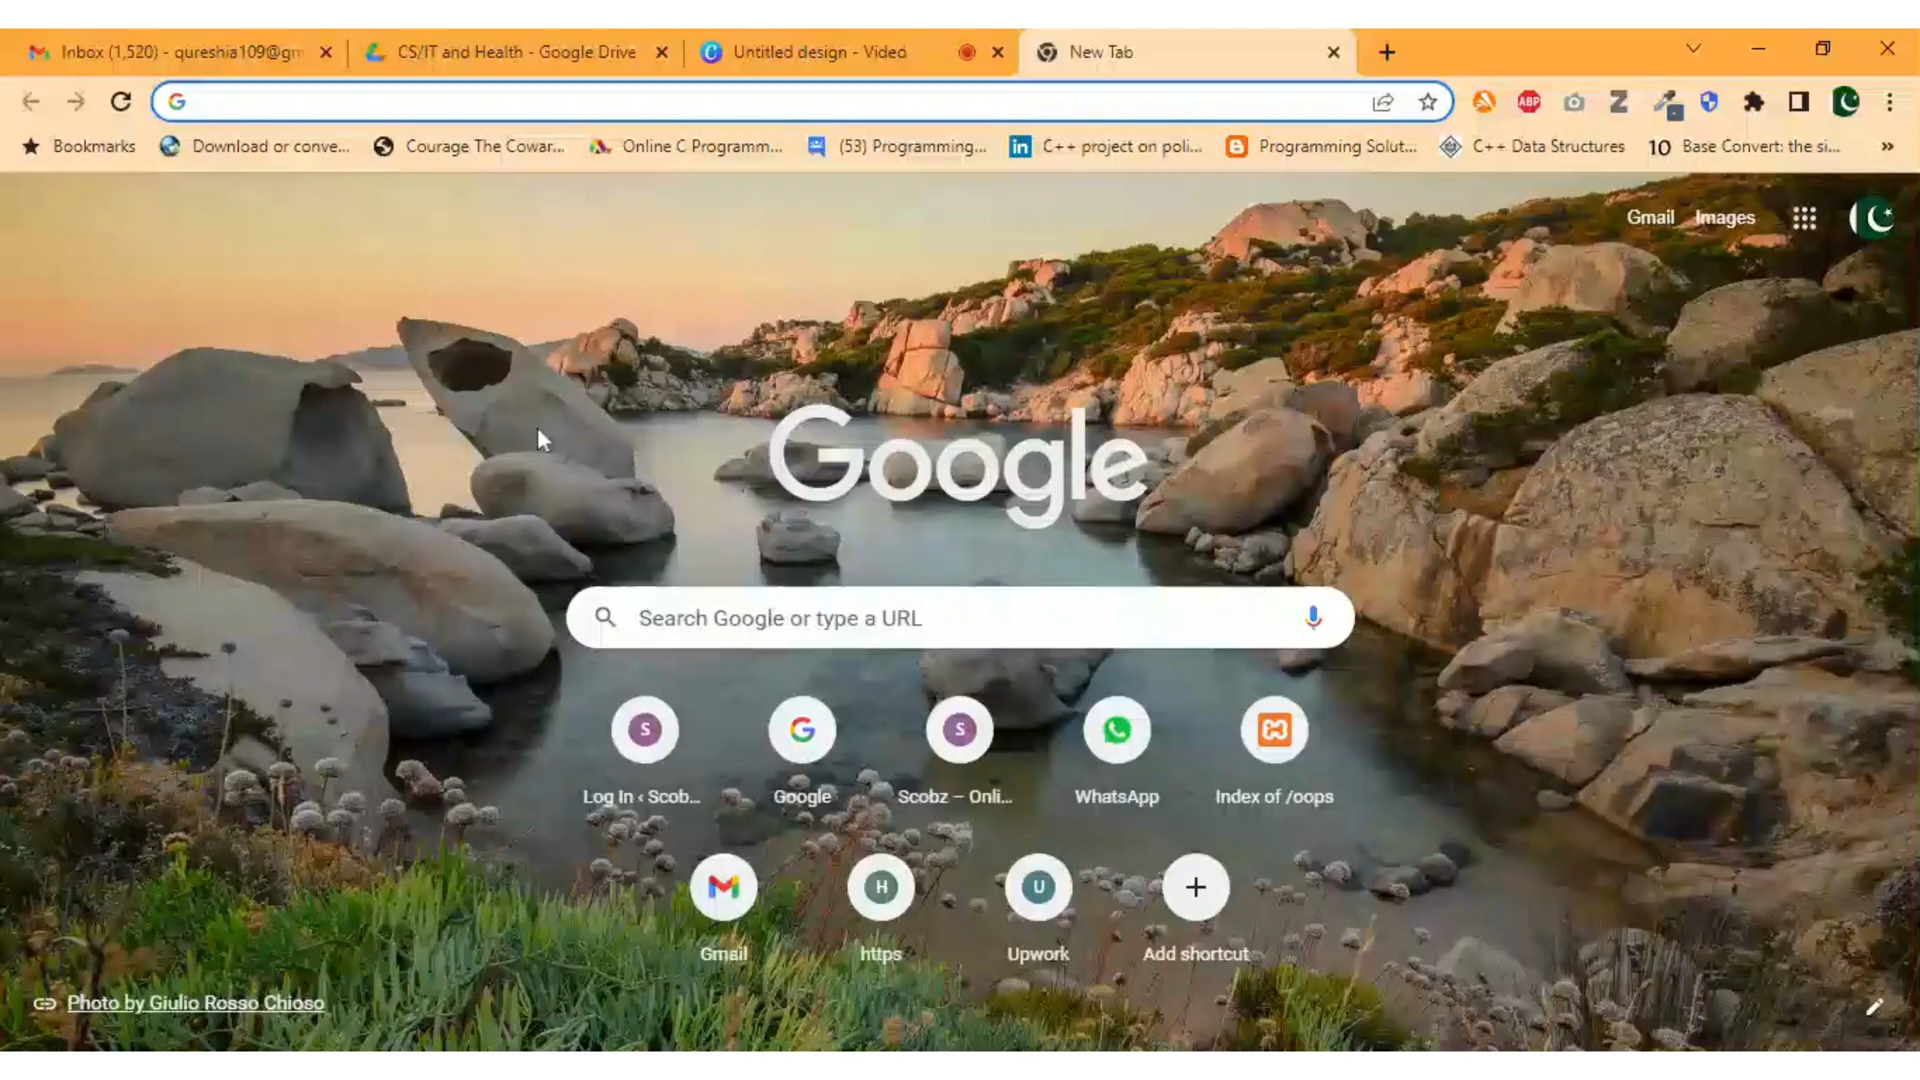 Inbox (1,520) - qureshia109@gm
CS/IT and Health - Google Drive
Untitled design - Video
New Tab
Bookmarks
Download or conve...
Courage The Cowar...
Online C Programm...
(53) Programming...
C++ project on poli...
Programming Solut...
C++ Data Structures
10 Base Convert: the si...
ABP
Gmail
Images
Google
Search Google or type a URL
Log In ‹ Scob...
Google
Scobz – Onli...
WhatsApp
Index of /oops
Gmail
https
Upwork
Add shortcut
Photo by Giulio Rosso Chioso